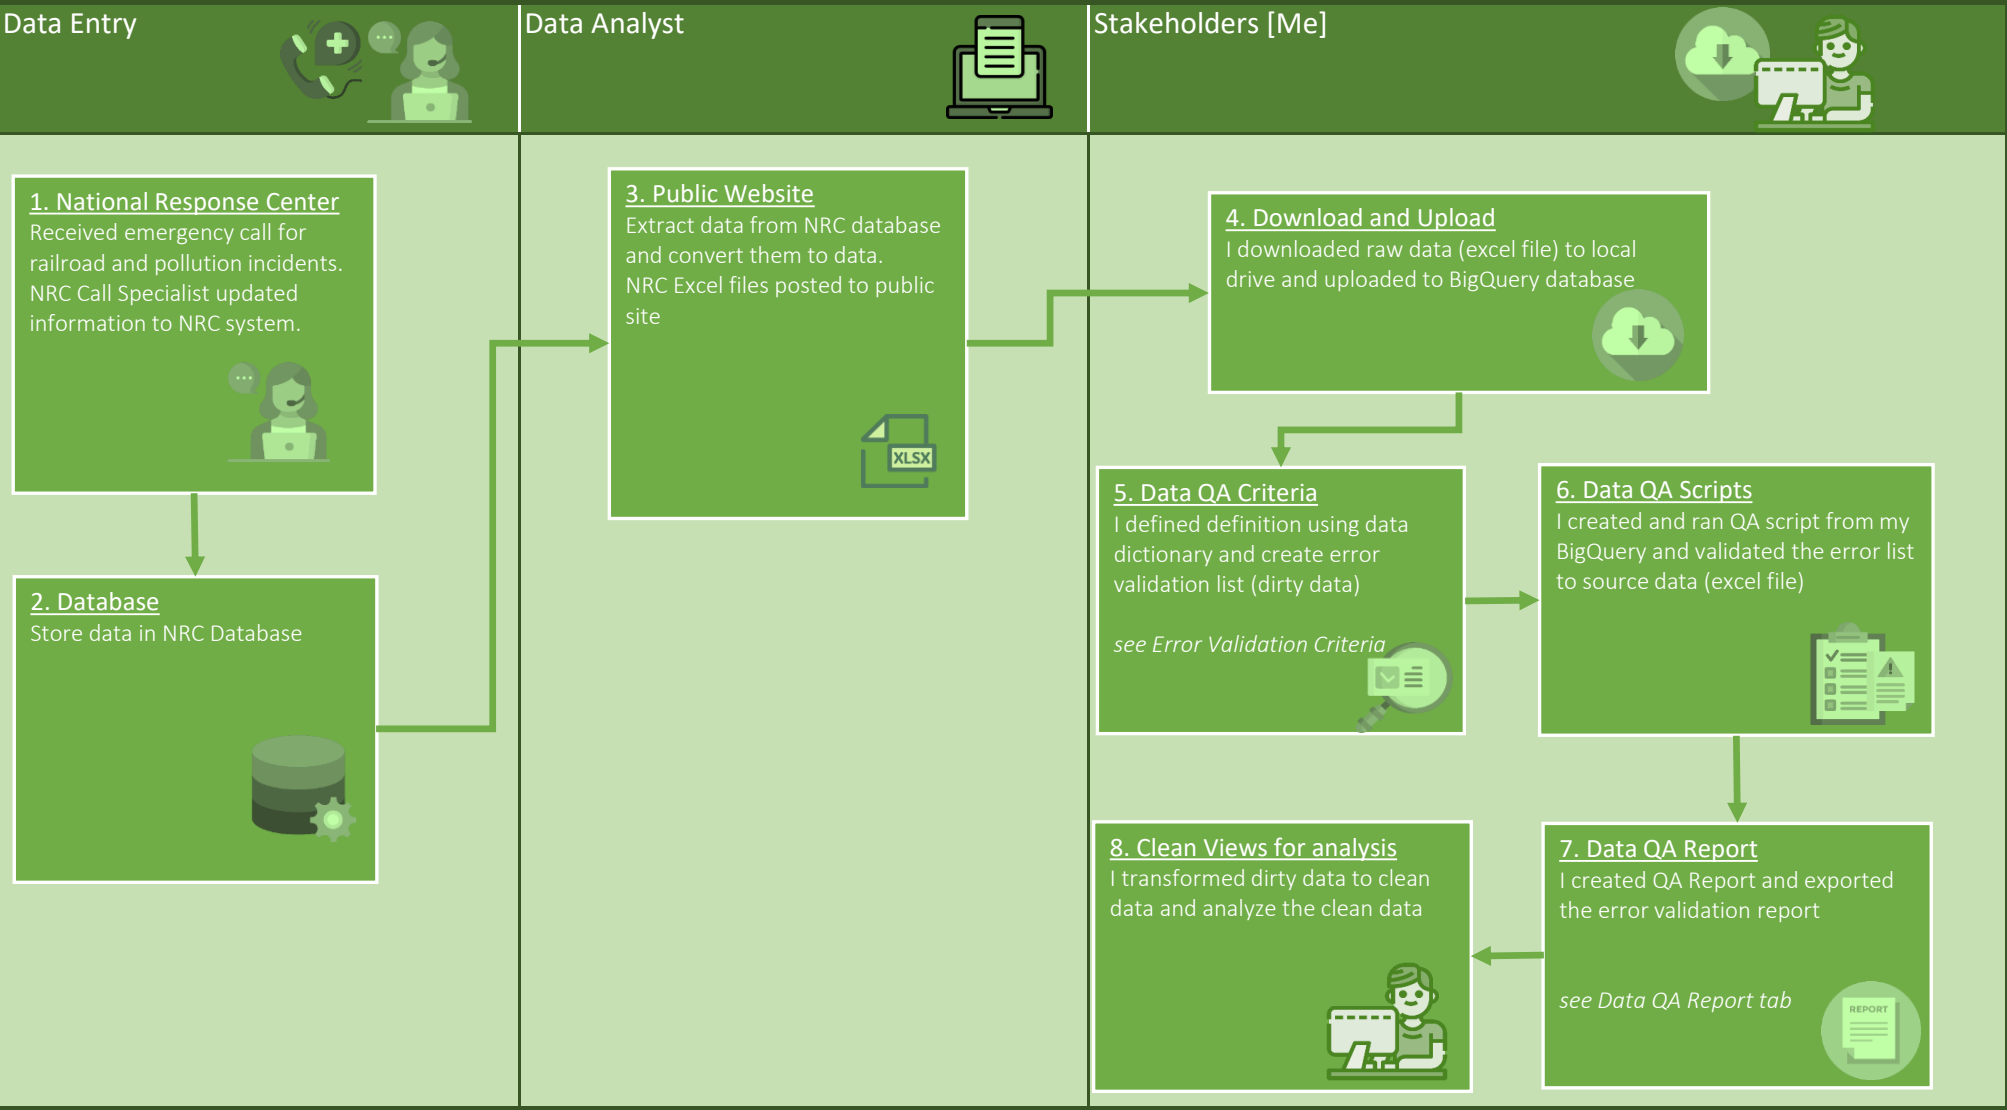 Data Entry
Data Analyst
Stakeholders [Me]
1. National Response Center
Received emergency call for
railroad and pollution incidents.
NRC Call Specialist updated
information to NRC system.
2. Database
Store data in NRC Database
3. Public Website
Extract data from NRC database
and convert them to data.
NRC Excel files posted to public
site
XLSX
4. Download and Upload
I downloaded raw data (excel file) to local
drive and uploaded to BigQuery database
5. Data QA Criteria
I defined definition using data
dictionary and create error
validation list (dirty data)
see Error Validation Criteria
6. Data QA Scripts
I created and ran QA script from my
BigQuery and validated the error list
to source data (excel file)
7. Data QA Report
I created QA Report and exported
the error validation report
see Data QA Report tab
REPORT
8. Clean Views for analysis
I transformed dirty data to clean
data and analyze the clean data